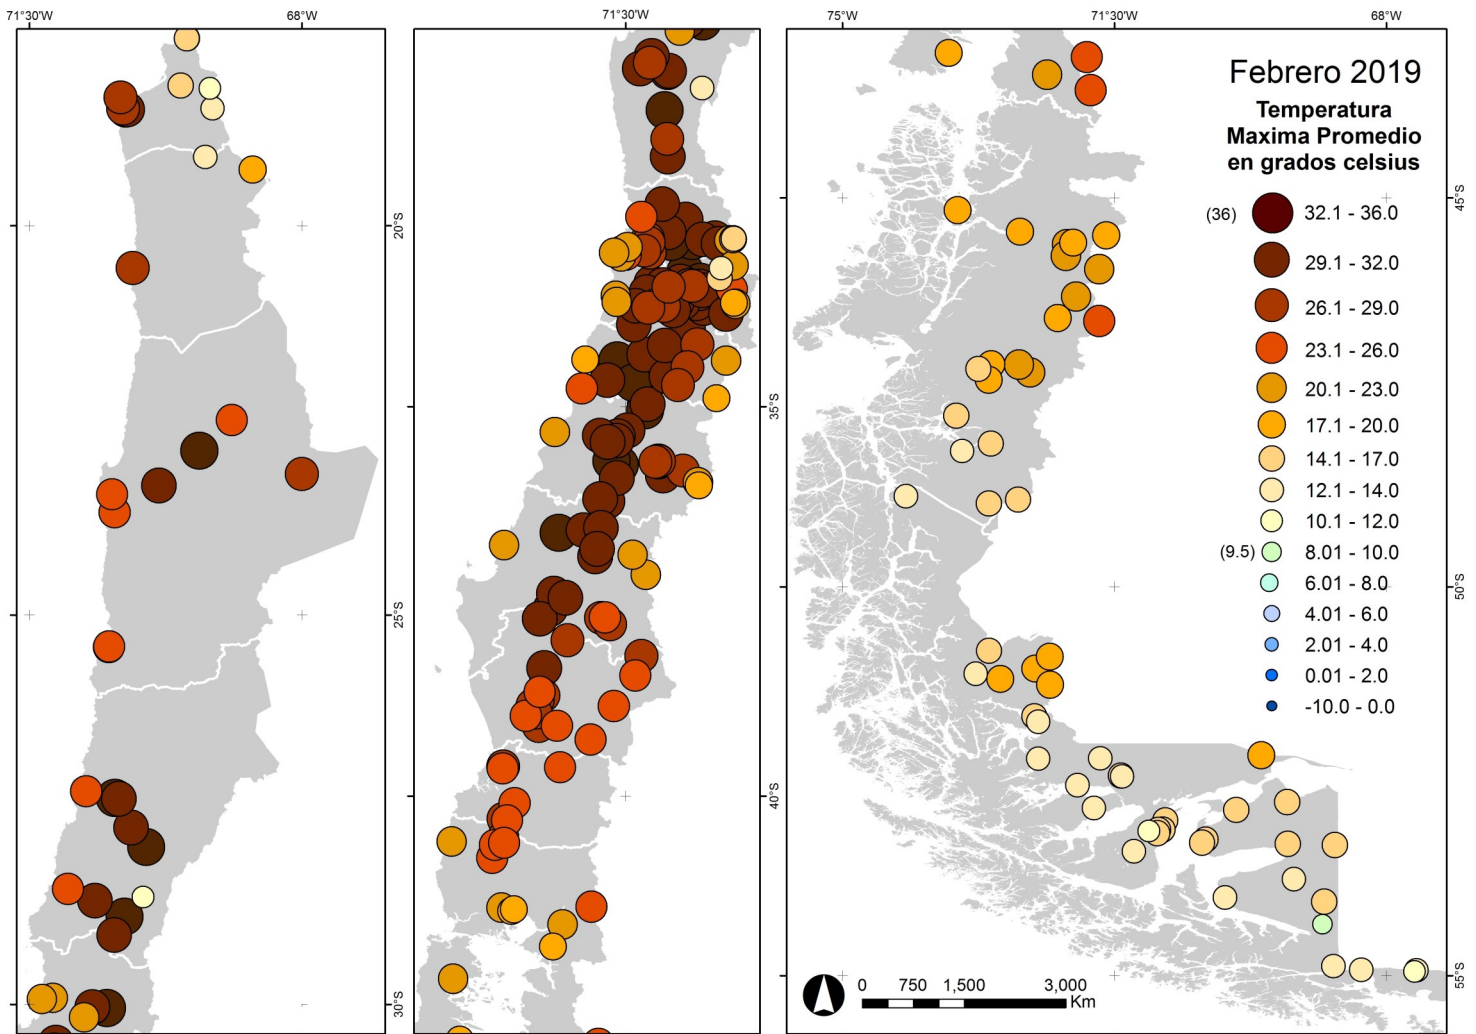 71°30'W
68°W
71°30'W
75°W
71°30'W
68°W
Febrero 2019
Temperatura
Maxima Promedio
en grados celsius
(36) 32.1 - 36.0
29.1 - 32.0
26.1 - 29.0
23.1 - 26.0
20.1 - 23.0
17.1 - 20.0
14.1 - 17.0
12.1 - 14.0
10.1 - 12.0
(9.5) 8.01 - 10.0
6.01 - 8.0
4.01 - 6.0
2.01 - 4.0
0.01 - 2.0
-10.0 - 0.0
20°S
25°S
30°S
35°S
40°S
45°S
50°S
55°S
0 750 1,500 3,000
Km